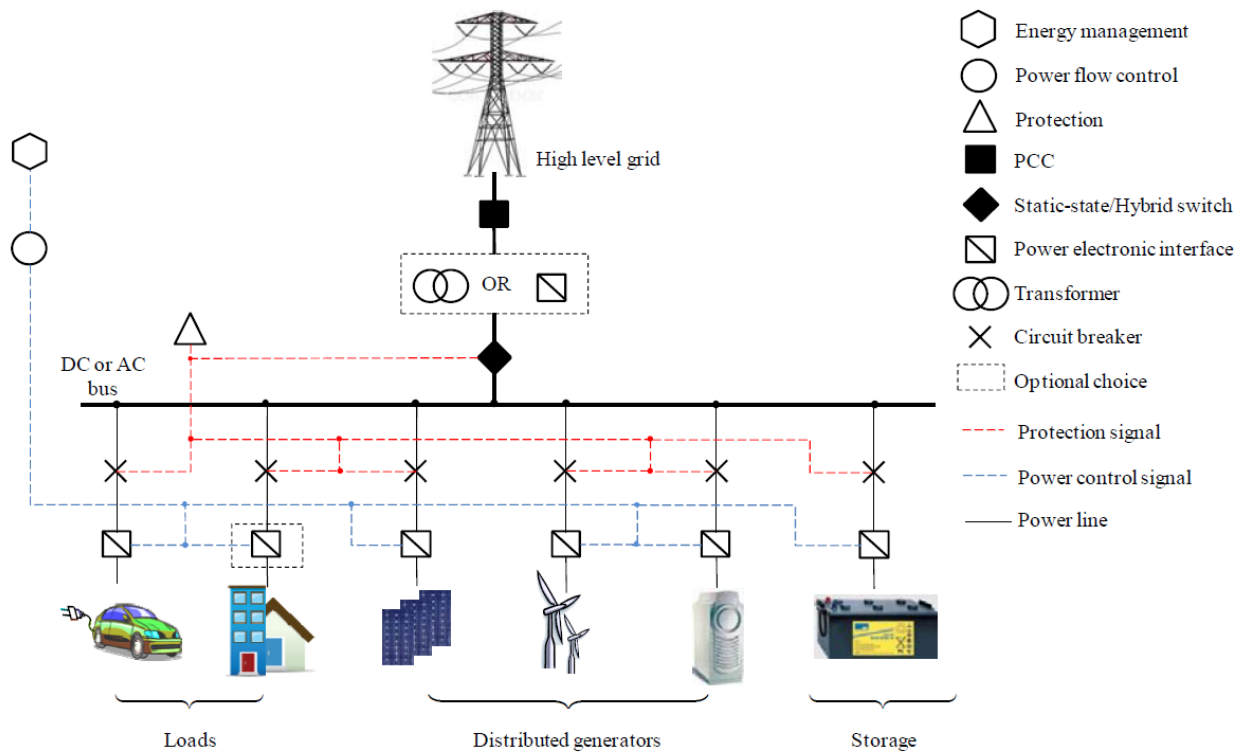 High level grid
OR
DC or AC
bus
Loads
Distributed generators
Storage
Energy management
Power flow control
Protection
PCC
Static-state/Hybrid switch
Power electronic interface
Transformer
Circuit breaker
Optional choice
Protection signal
Power control signal
Power line